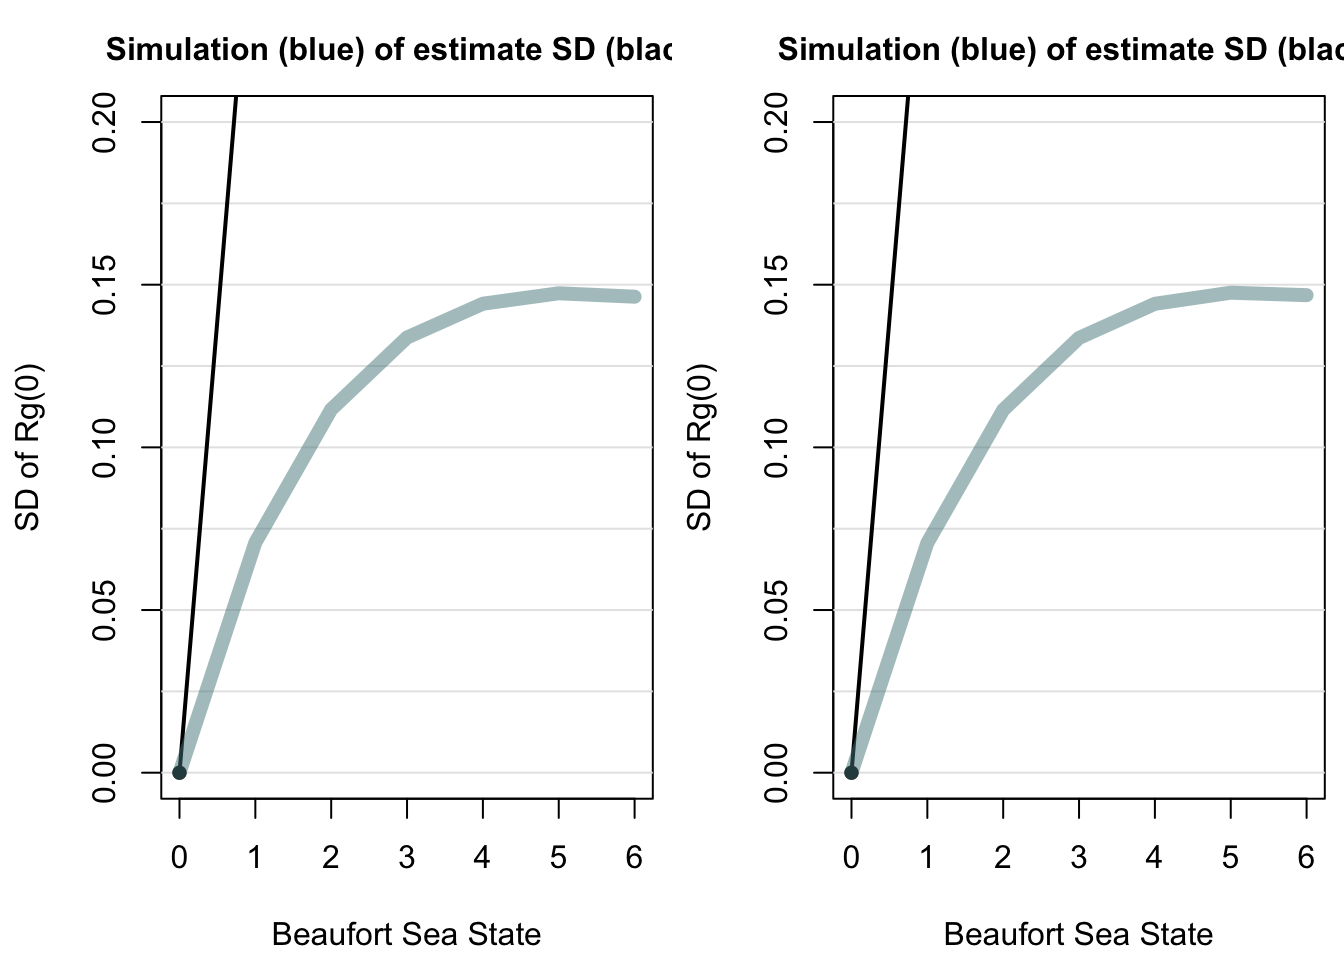 Simulation (blue) of estimate SD (blac
SD of Rg(0)
0.20
0.15
0.10
0.05
0.00
0 1 2 3 4 5 6
Beaufort Sea State
Simulation (blue) of estimate SD (blac
SD of Rg(0)
0.20
0.15
0.10
0.05
0.00
0 1 2 3 4 5 6
Beaufort Sea State